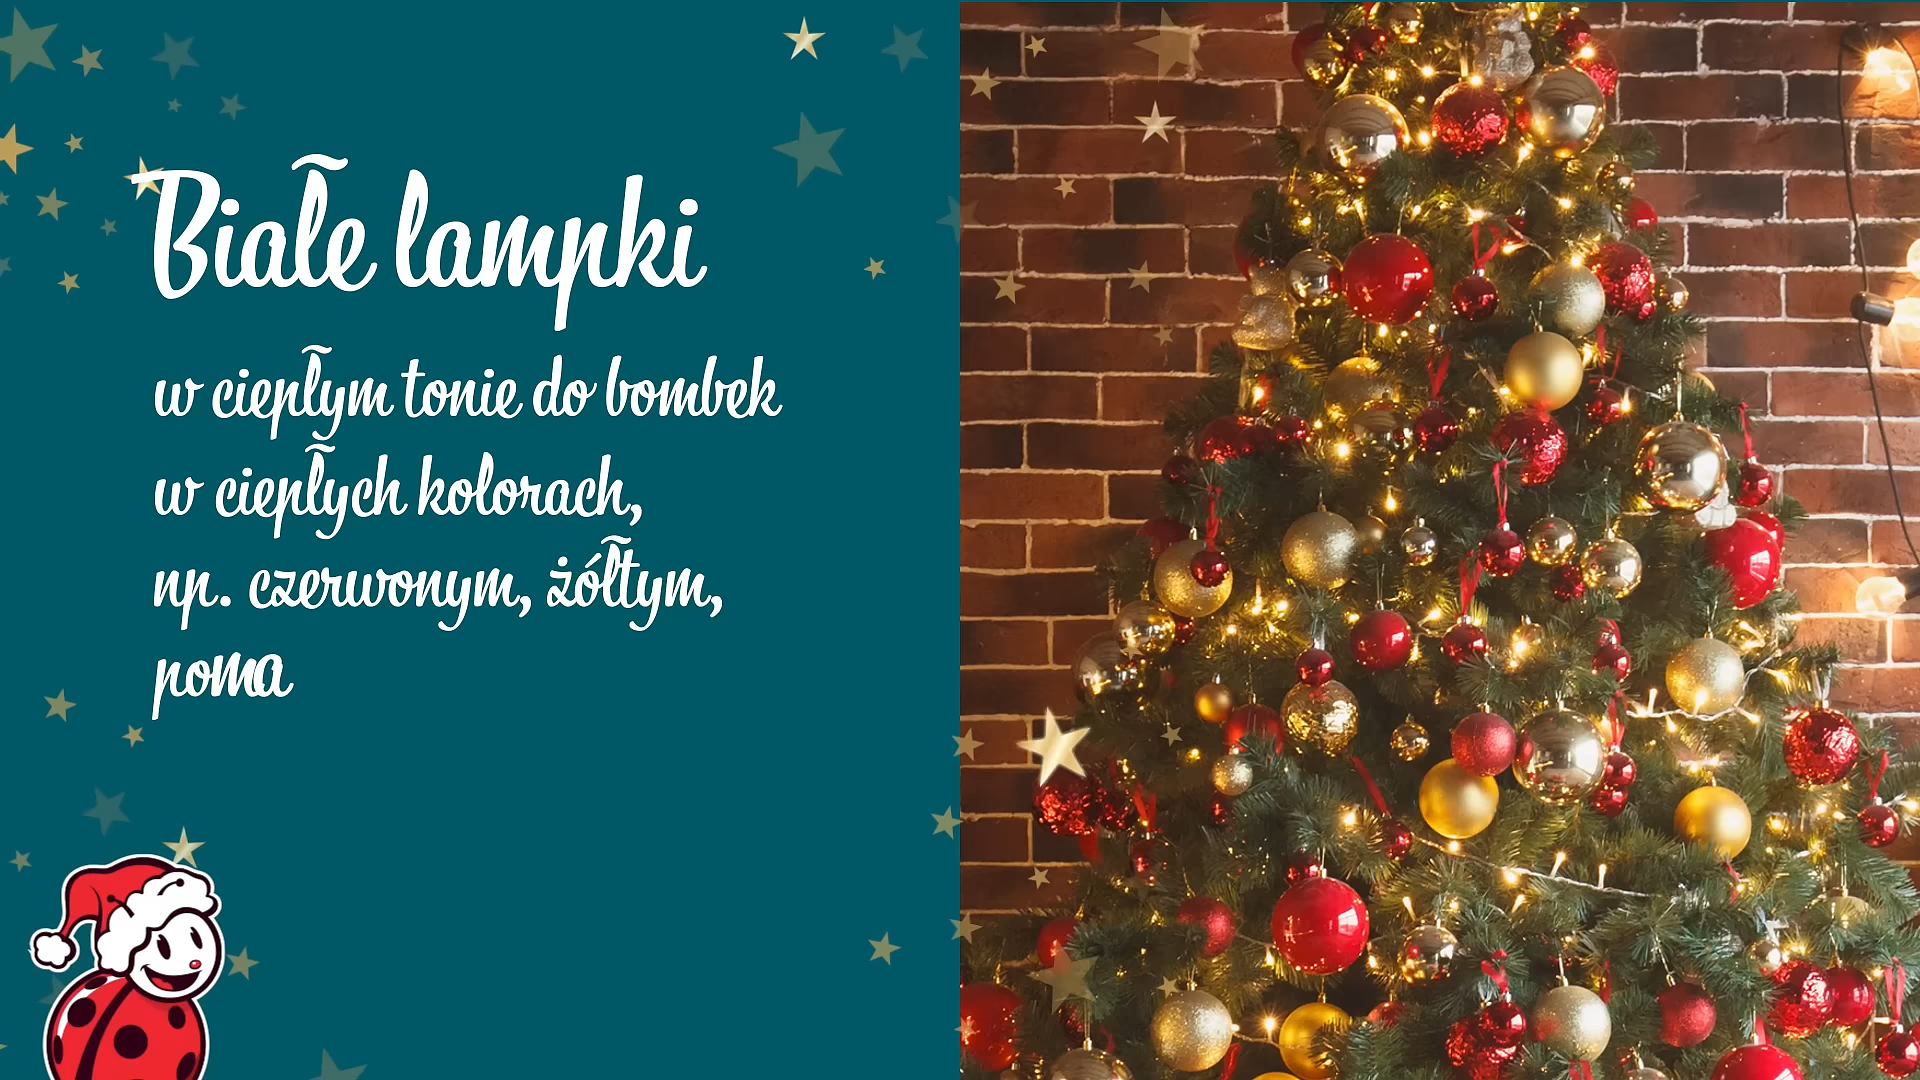 Białe lampki
w ciepłym tonie do bombek
w ciepłych kolorach,
np. czerwonym, żółtym,
poma